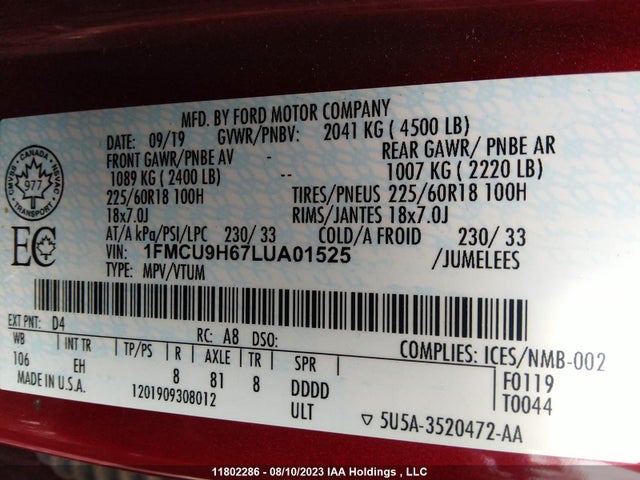 MFD. BY FORD MOTOR COMPANY
DATE: 09/19 GVWR/PNBV: 2041 KG ( 4500 LB)
FRONT GAWR/PNBE AV - REAR GAWR/ PNBE AR
1089 KG ( 2400 LB) -- 1007 KG ( 2220 LB)
225/60R18 100H TIRES/PNEUS 225/60R18 100H
18x7.0J RIMS/JANTES 18x7.0J
AT/A kPa/PSI/LPC 230/ 33 COLD/A FROID 230/ 33
VIN: 1FMCU9H67LUA01525 /JUMELEES
TYPE: MPV/VTUM
CANADA
CMVSS NSVAC
977
TRANSPORT
EC
EXT PNT: D4 RC: A8 DSO:
COMPLIES: ICES/NMB-002
WB INT TR TP/PS R AXLE TR SPR
106 EH 8 81 8 DDDD
F0119
T0044
MADE IN U.S.A. 1201909308012 ULT
▽ 5U5A-3520472-AA
11802286 - 08/10/2023 IAA Holdings , LLC